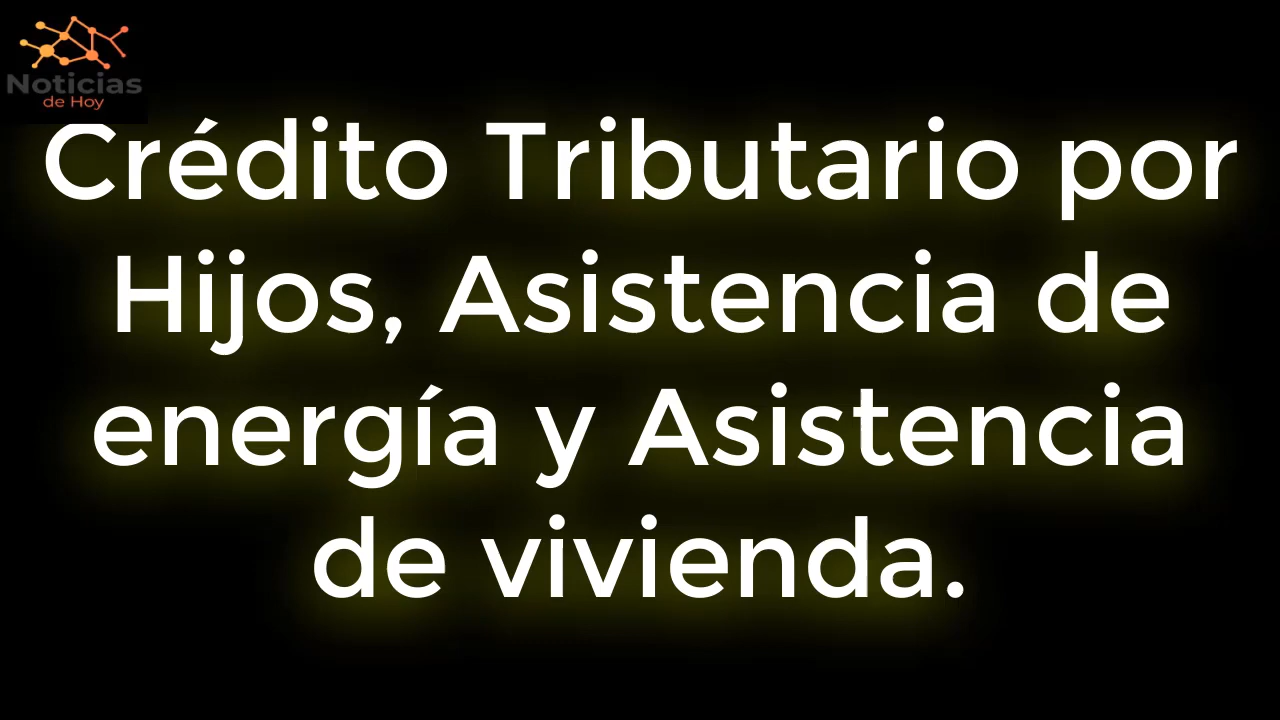 Noticias
de Hoy
Crédito Tributario por
Hijos, Asistencia de
energía y Asistencia
de vivienda.